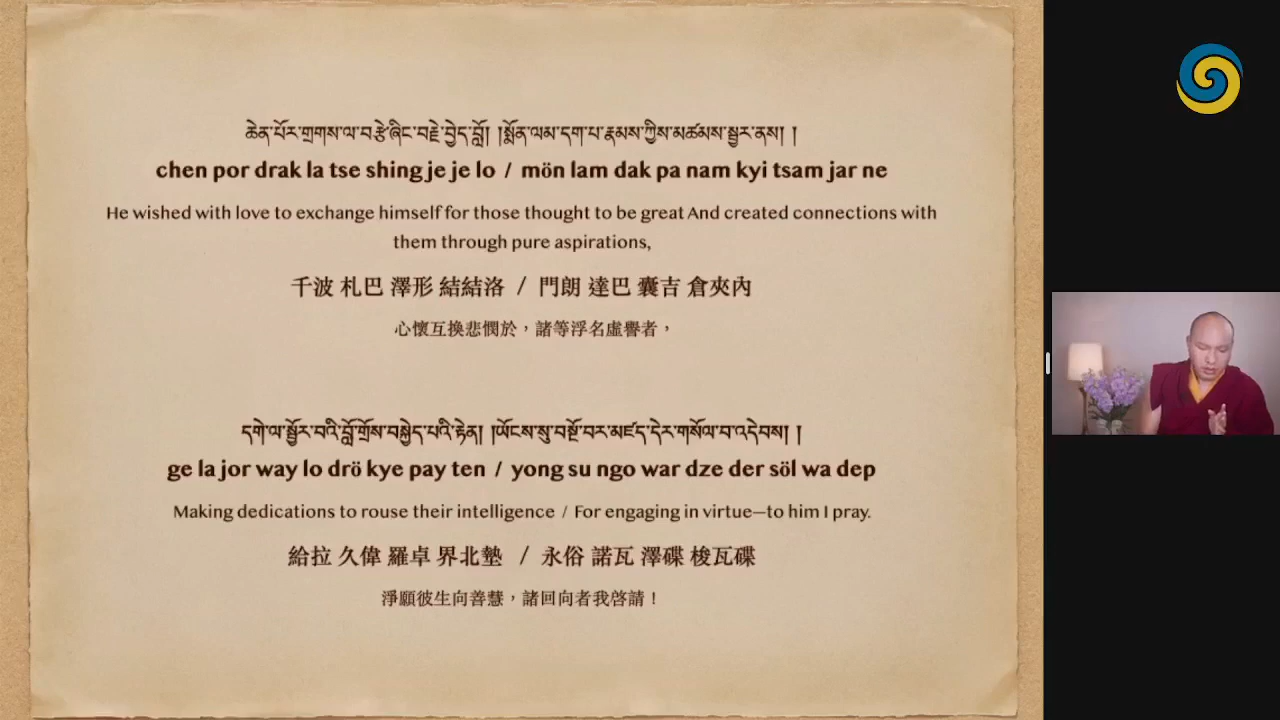 ཆེན་པོར་གྲགས་ལ་བརྩེ་ཞིང་བརྗེ་བྱེད་བློ། །སྨོན་ལམ་དག་པ་རྣམས་ཀྱིས་མཚམས་སྦྱར་ནས། །
chen por drak la tse shing je je lo / mön lam dak pa nam kyi tsam jar ne
He wished with love to exchange himself for those thought to be great And created connections with
them through pure aspirations,
千波 札巴 澤形 結結洛 / 門朗 達巴 囊吉 倉夾內
心懷互換悲憫於，諸等浮名虛譽者，
དགེ་ལ་སྦྱོར་བའི་བློ་གྲོས་བསྐྱེད་པའི་རྟེན། །ཡོངས་སུ་བསྔོ་བར་མཛད་དེར་གསོལ་བ་འདེབས། །
ge la jor way lo drö kye pay ten / yong su ngo war dze der söl wa dep
Making dedications to rouse their intelligence / For engaging in virtue—to him I pray.
給拉 久偉 羅卓 界北墊 / 永俗 諾瓦 澤碟 梭瓦碟
淨願彼生向善慧，諸回向者我啓請！